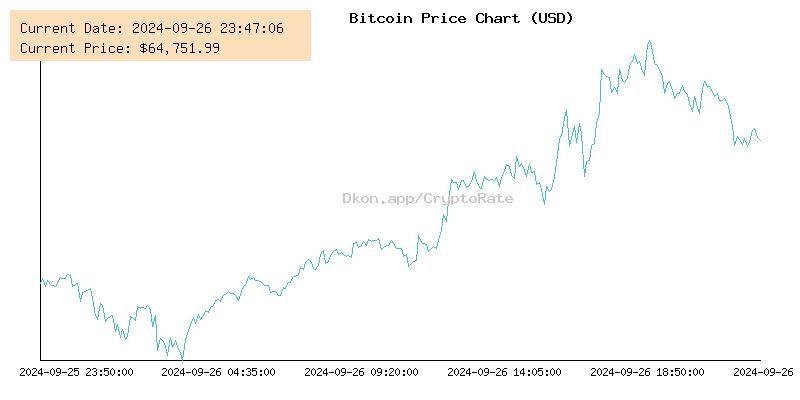 Bitcoin Price Chart (USD)
Current Date: 2024-09-26 23:47:06
Current Price: $64,751.99
Dkon.app/CryptoRate
2024-09-25 23:50:00 2024-09-26 04:35:00 2024-09-26 09:20:00 2024-09-26 14:05:00 2024-09-26 18:50:00 2024-09-26